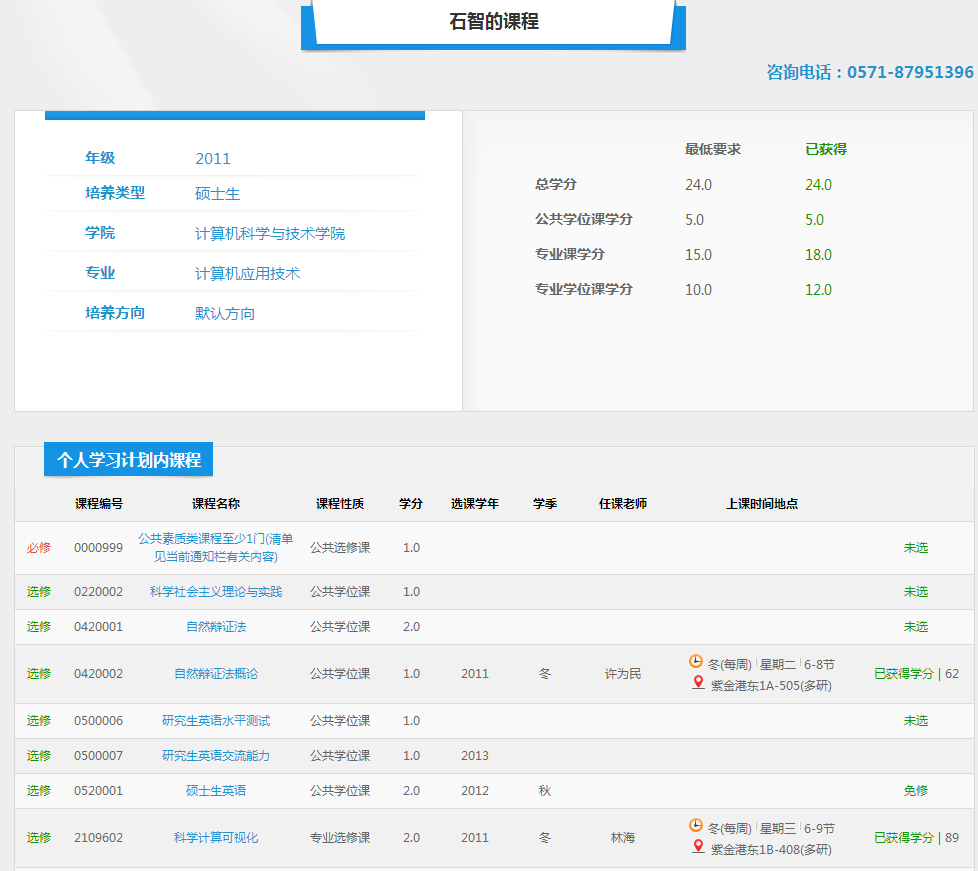 石智的课程
咨询电话：0571-87951396
年级 2011
培养类型 硕士生
学院 计算机科学与技术学院
专业 计算机应用技术
培养方向 默认方向
最低要求 已获得
总学分 24.0 24.0
公共学位课学分 5.0 5.0
专业课学分 15.0 18.0
专业学位课学分 10.0 12.0
个人学习计划内课程
课程编号 课程名称 课程性质 学分 选课学年 学季 任课老师 上课时间地点
必修 0000999 公共素质类课程至少1门(清单
见当前通知栏有关内容) 公共选修课 1.0 未选
选修 0220002 科学社会主义理论与实践 公共学位课 1.0 未选
选修 0420001 自然辩证法 公共学位课 2.0 未选
选修 0420002 自然辩证法概论 公共学位课 1.0 2011 冬 许为民 冬(每周) 星期二 6-8节
紫金港东1A-505(多研) 已获得学分 | 62
选修 0500006 研究生英语水平测试 公共学位课 1.0 未选
选修 0500007 研究生英语交流能力 公共学位课 1.0 2013
选修 0520001 硕士生英语 公共学位课 2.0 2012 秋 免修
选修 2109602 科学计算可视化 专业选修课 2.0 2011 冬 林海 冬(每周) 星期三 6-9节
紫金港东1B-408(多研) 已获得学分 | 89